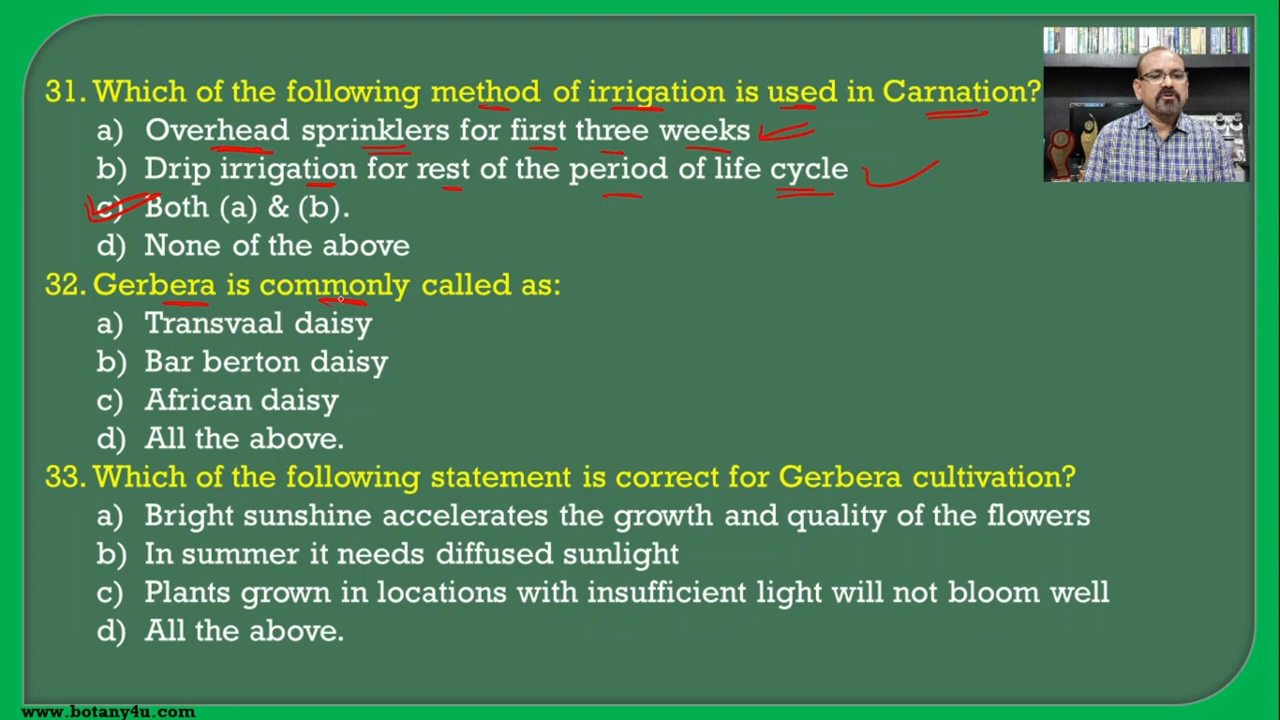 31. Which of the following method of irrigation is used in Carnation?
a) Overhead sprinklers for first three weeks
b) Drip irrigation for rest of the period of life cycle
c) Both (a) & (b).
d) None of the above
32. Gerbera is commonly called as:
a) Transvaal daisy
b) Bar berton daisy
c) African daisy
d) All the above.
33. Which of the following statement is correct for Gerbera cultivation?
a) Bright sunshine accelerates the growth and quality of the flowers
b) In summer it needs diffused sunlight
c) Plants grown in locations with insufficient light will not bloom well
d) All the above.
www.botany4u.com